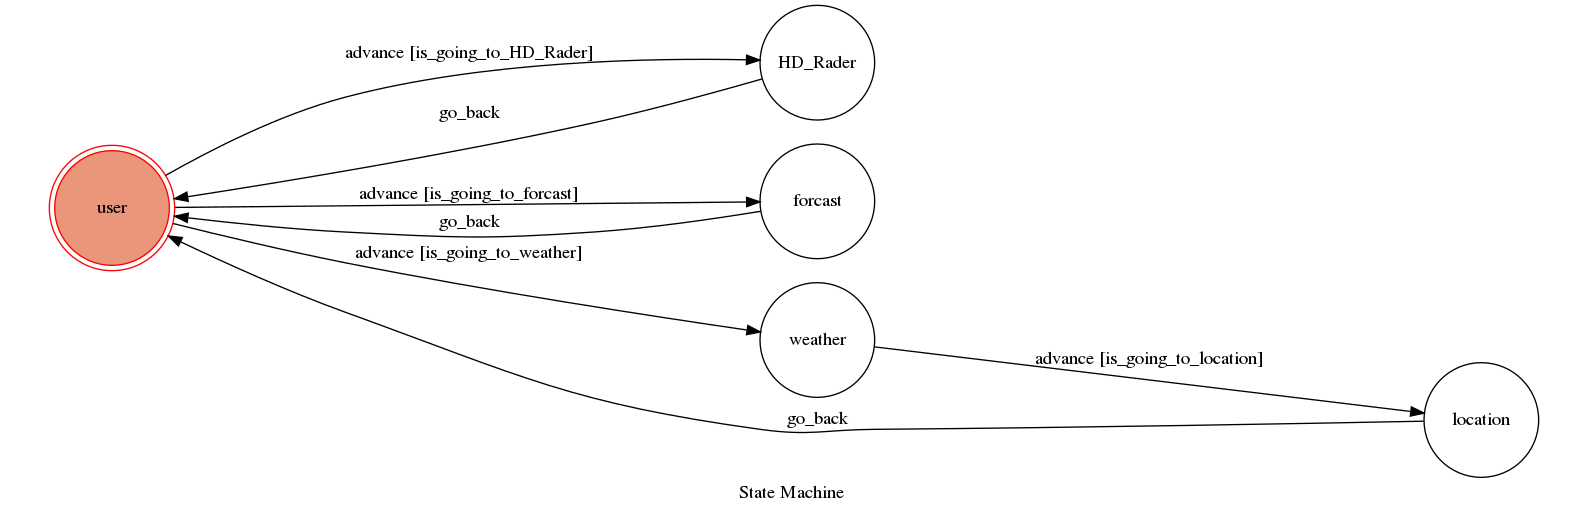 advance [is_going_to_HD_Rader]
HD_Rader
go_back
user
advance [is_going_to_forcast]
forcast
go_back
advance [is_going_to_weather]
weather
advance [is_going_to_location]
go_back
location
State Machine